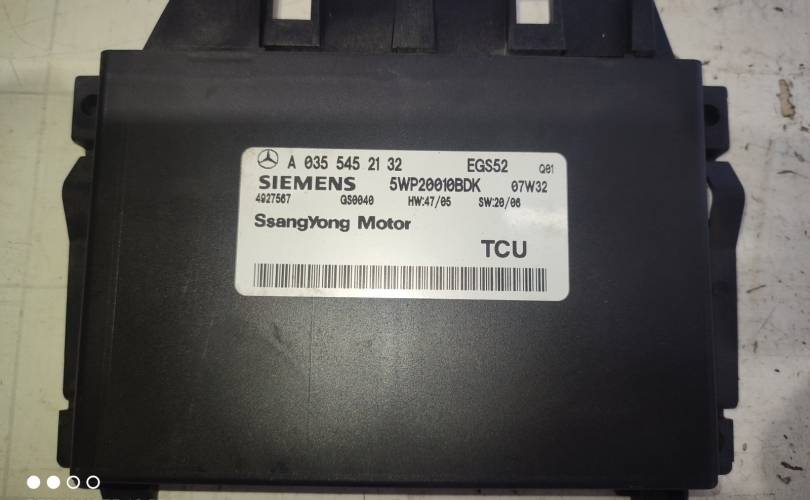 A 035 545 21 32 EGS52 Q01
SIEMENS 5WP20010BDK 07W32
4927567 GS0040 HW:47/05 SW:20/06
SsangYong Motor
TCU